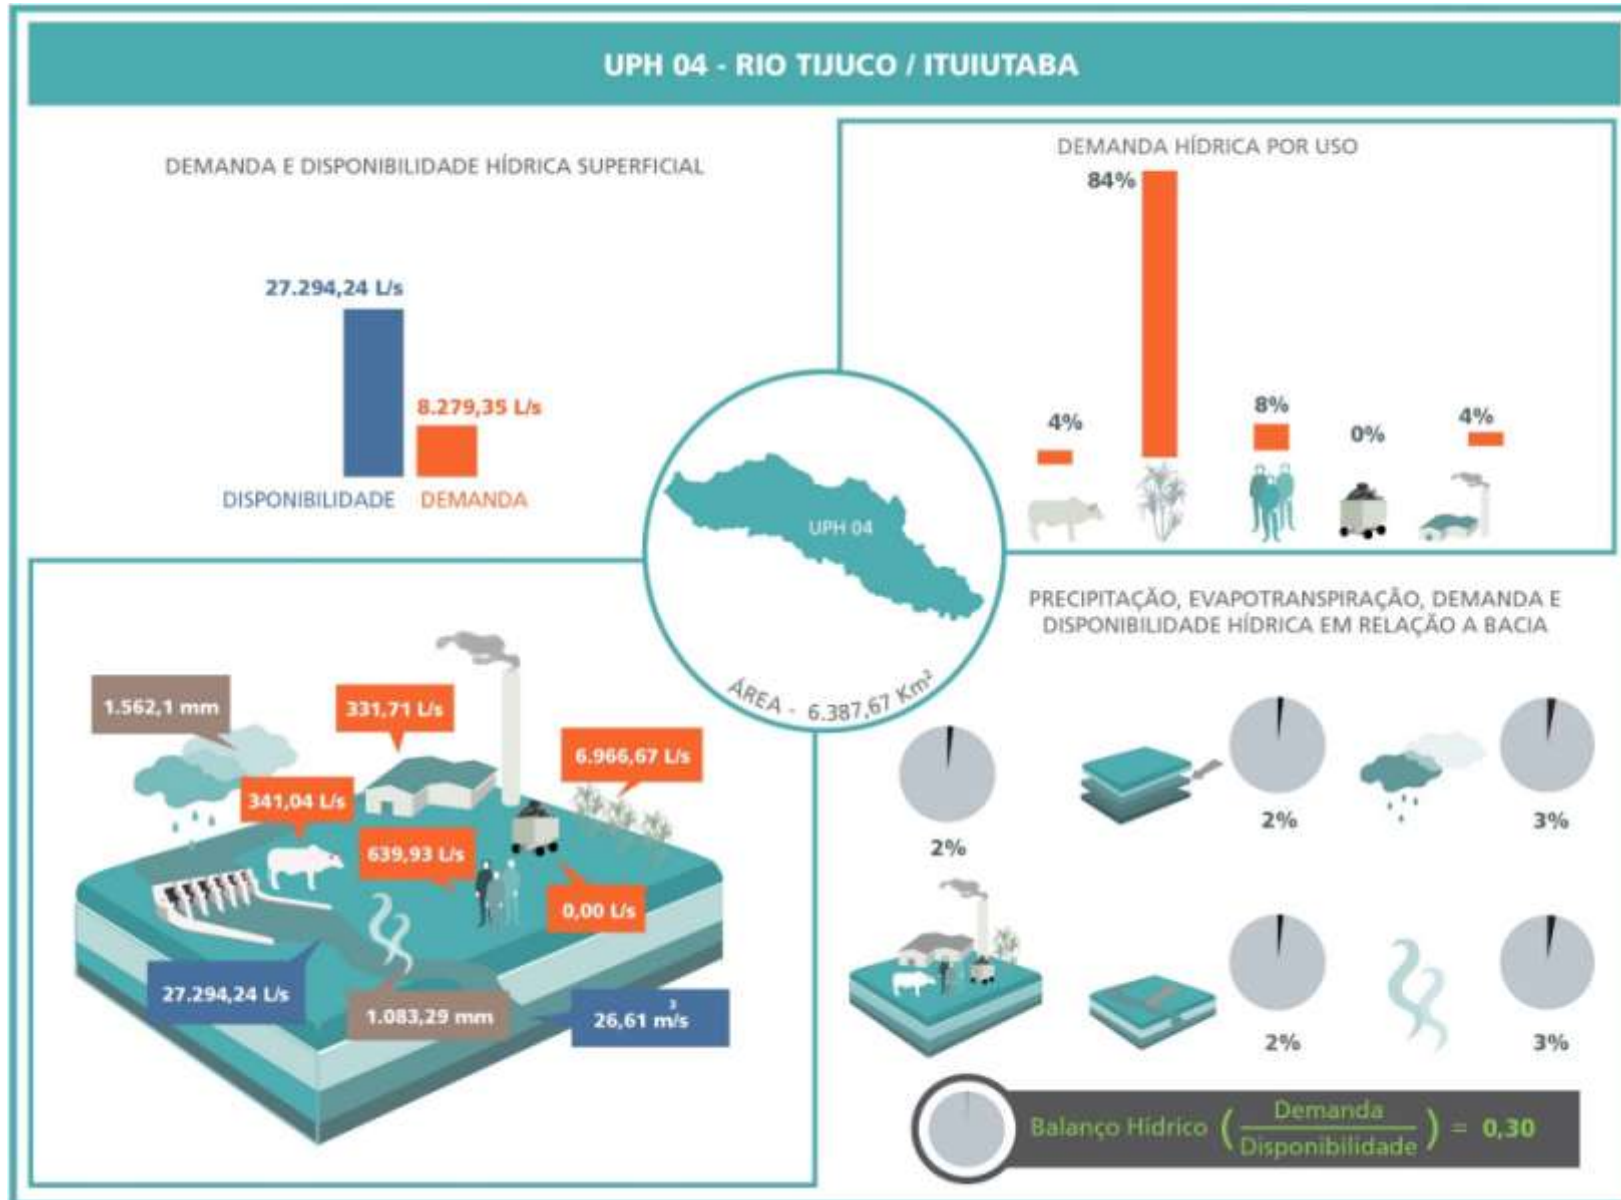 UPH 04 - RIO TIJUCO / ITUIUTABA
DEMANDA E DISPONIBILIDADE HÍDRICA SUPERFICIAL
27.294,24 L/s
8.279,35 L/s
DISPONIBILIDADE
DEMANDA
DEMANDA HÍDRICA POR USO
84%
4%
8%
0%
4%
UPH 04
ÁREA - 6.387,67 Km²
1.562,1 mm
331,71 L/s
6.966,67 L/s
341,04 L/s
639,93 L/s
0,00 L/s
27.294,24 L/s
1.083,29 mm
26,61 m³/s
PRECIPITAÇÃO, EVAPOTRANSPIRAÇÃO, DEMANDA E
DISPONIBILIDADE HÍDRICA EM RELAÇÃO A BACIA
2%
2%
3%
2%
3%
Balanço Hídrico ( Demanda / Disponibilidade ) = 0,30